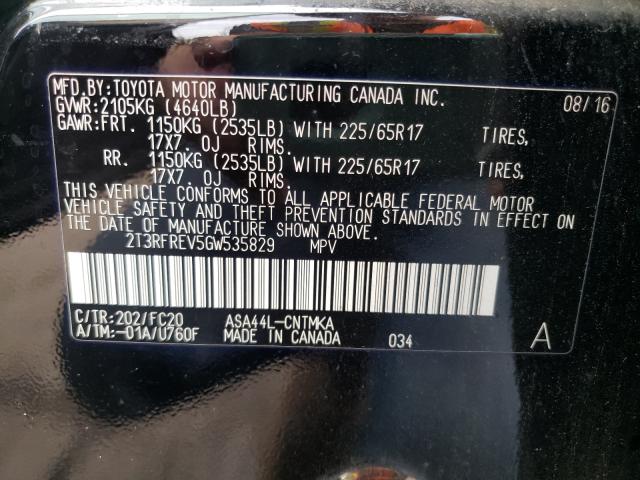 MFD.BY:TOYOTA MOTOR MANUFACTURING CANADA INC. 08/16
GVWR:2105KG (4640LB)
GAWR:FRT. 1150KG (2535LB) WITH 225/65R17 TIRES,
17X7. 0J RIMS.
RR. 1150KG (2535LB) WITH 225/65R17 TIRES,
17X7. 0J RIMS.
THIS VEHICLE CONFORMS TO ALL APPLICABLE FEDERAL MOTOR
VEHICLE SAFETY AND THEFT PREVENTION STANDARDS IN EFFECT ON
THE DATE OF MANUFACTURE SHOWN ABOVE.
2T3RFREV5GW535829 MPV
C/TR:202/FC20 ASA44L-CNTMKA
A/TM:-01A/U760F MADE IN CANADA 034 A